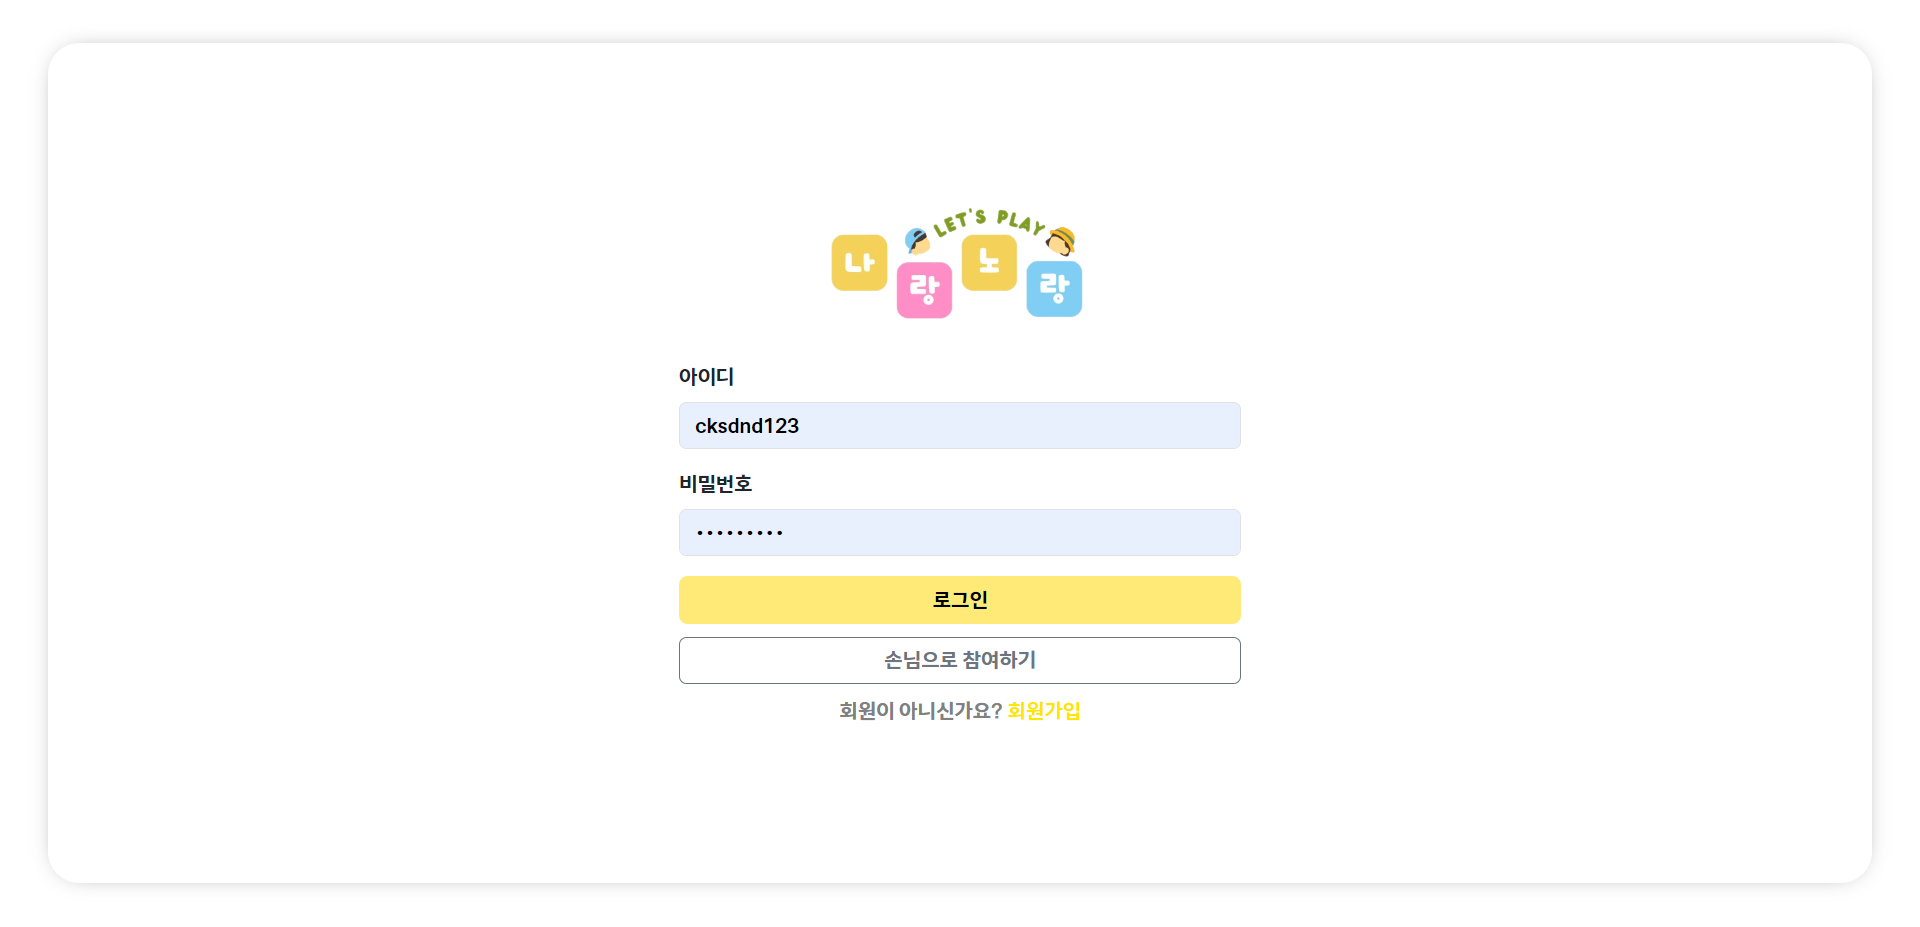 LET'S PLAY
나랑노랑
아이디
cksdnd123
비밀번호
•••••••••
로그인
손님으로 참여하기
회원이 아니신가요? 회원가입